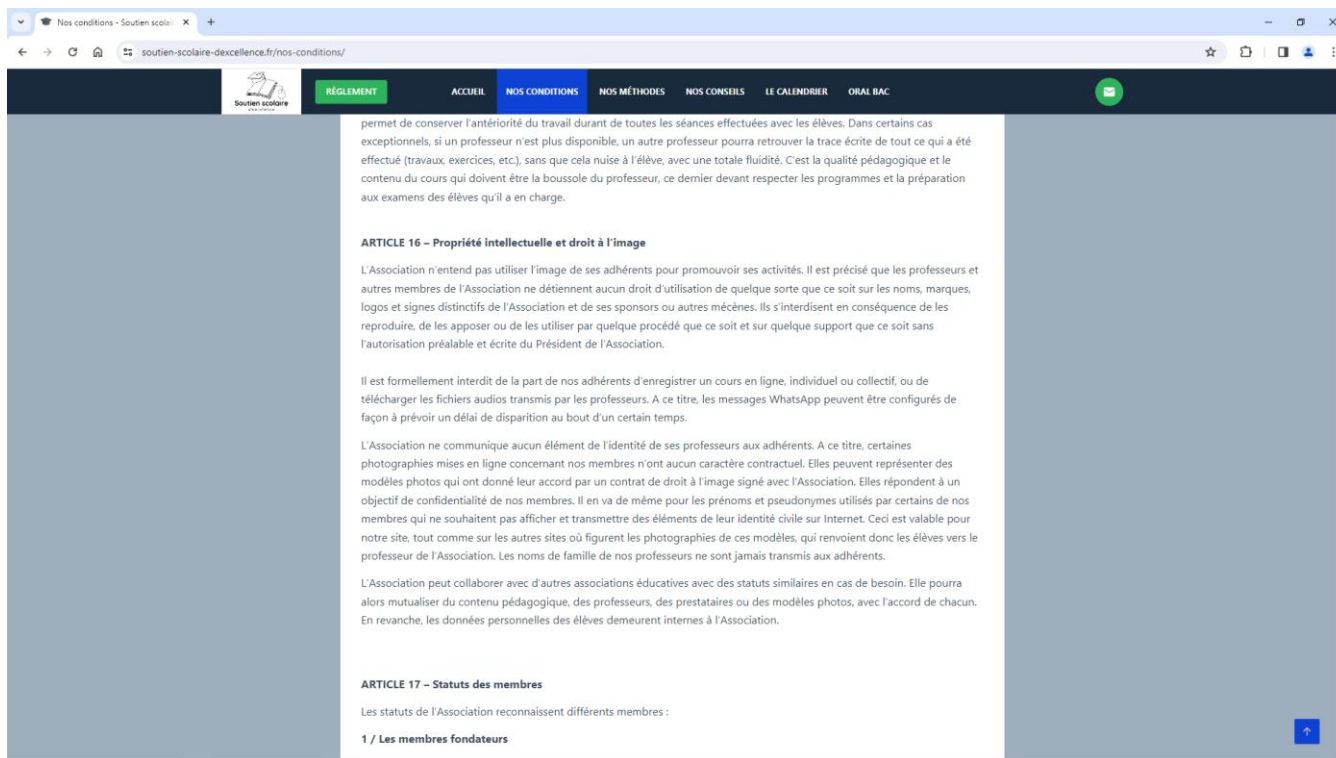 Nos conditions - Soutien scolai
soutien-scolaire-dexcellence.fr/nos-conditions/
Soutien scolaire
RÈGLEMENT
ACCUEIL
NOS CONDITIONS
NOS MÉTHODES
NOS CONSEILS
LE CALENDRIER
ORAL BAC
permet de conserver l'antériorité du travail durant de toutes les séances effectuées avec les élèves. Dans certains cas
exceptionnels, si un professeur n'est plus disponible, un autre professeur pourra retrouver la trace écrite de tout ce qui a été
effectué (travaux, exercices, etc.), sans que cela nuise à l'élève, avec une totale fluidité. C'est la qualité pédagogique et le
contenu du cours qui doivent être la boussole du professeur, ce dernier devant respecter les programmes et la préparation
aux examens des élèves qu'il a en charge.
ARTICLE 16 – Propriété intellectuelle et droit à l'image
L'Association n'entend pas utiliser l'image de ses adhérents pour promouvoir ses activités. Il est précisé que les professeurs et
autres membres de l'Association ne détiennent aucun droit d'utilisation de quelque sorte que ce soit sur les noms, marques,
logos et signes distinctifs de l'Association et de ses sponsors ou autres mécènes. Ils s'interdisent en conséquence de les
reproduire, de les apposer ou de les utiliser par quelque procédé que ce soit et sur quelque support que ce soit sans
l'autorisation préalable et écrite du Président de l'Association.
Il est formellement interdit de la part de nos adhérents d'enregistrer un cours en ligne, individuel ou collectif, ou de
télécharger les fichiers audios transmis par les professeurs. A ce titre, les messages WhatsApp peuvent être configurés de
façon à prévoir un délai de disparition au bout d'un certain temps.
L'Association ne communique aucun élément de l'identité de ses professeurs aux adhérents. A ce titre, certaines
photographies mises en ligne concernant nos membres n'ont aucun caractère contractuel. Elles peuvent représenter des
modèles photos qui ont donné leur accord par un contrat de droit à l'image signé avec l'Association. Elles répondent à un
objectif de confidentialité de nos membres. Il en va de même pour les prénoms et pseudonymes utilisés par certains de nos
membres qui ne souhaitent pas afficher et transmettre des éléments de leur identité civile sur Internet. Ceci est valable pour
notre site, tout comme sur les autres sites où figurent les photographies de ces modèles, qui renvoient donc les élèves vers le
professeur de l'Association. Les noms de famille de nos professeurs ne sont jamais transmis aux adhérents.
L'Association peut collaborer avec d'autres associations éducatives avec des statuts similaires en cas de besoin. Elle pourra
alors mutualiser du contenu pédagogique, des professeurs, des prestataires ou des modèles photos, avec l'accord de chacun.
En revanche, les données personnelles des élèves demeurent internes à l'Association.
ARTICLE 17 – Statuts des membres
Les statuts de l'Association reconnaissent différents membres :
1 / Les membres fondateurs